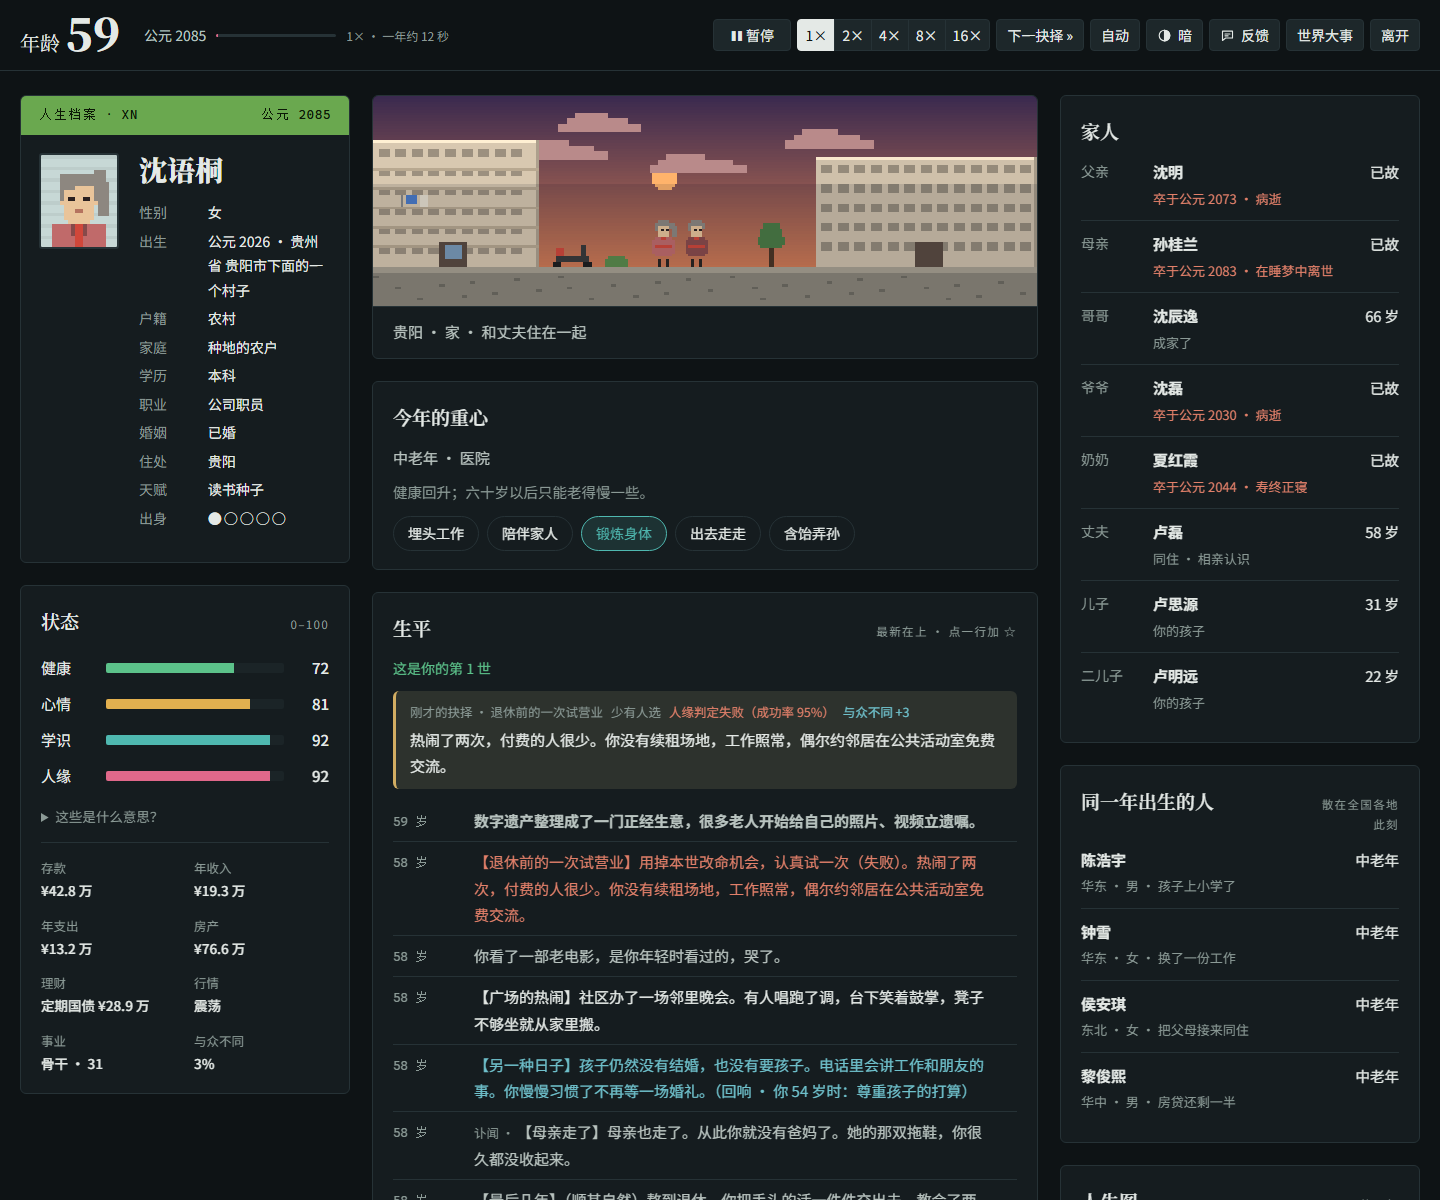 年龄 59 公元 2085 1× · 一年约 12 秒 暂停 1× 2× 4× 8× 16× 下一抉择 » 自动 暗 反馈 世界大事 离开
人生档案 · XN 公元 2085
沈语桐
性别 女
出生 公元 2026 · 贵州
省 贵阳市下面的一
个村子
户籍 农村
家庭 种地的农户
学历 本科
职业 公司职员
婚姻 已婚
住处 贵阳
天赋 读书种子
出身
状态 0–100
健康 72
心情 81
学识 92
人缘 92
▶ 这些是什么意思?
存款 年收入
¥42.8 万 ¥19.3 万
年支出 房产
¥13.2 万 ¥76.6 万
理财 行情
定期国债 ¥28.9 万 震荡
事业 与众不同
骨干 · 31 3%
贵阳 · 家 · 和丈夫住在一起
今年的重心
中老年 · 医院
健康回升；六十岁以后只能老得慢一些。
埋头工作 陪伴家人 锻炼身体 出去走走 含饴弄孙
生平 最新在上 · 点一行加 ☆
这是你的第 1 世
刚才的抉择 · 退休前的一次试营业 少有人选 人缘判定失败（成功率 95%） 与众不同 +3
热闹了两次，付费的人很少。你没有续租场地，工作照常，偶尔约邻居在公共活动室免费
交流。
59 岁 数字遗产整理成了一门正经生意，很多老人开始给自己的照片、视频立遗嘱。
58 岁 【退休前的一次试营业】用掉本世改命机会，认真试一次（失败）。热闹了两
次，付费的人很少。你没有续租场地，工作照常，偶尔约邻居在公共活动室免
费交流。
58 岁 你看了一部老电影，是你年轻时看过的，哭了。
58 岁 【广场的热闹】社区办了一场邻里晚会。有人唱跑了调，台下笑着鼓掌，凳子
不够坐就从家里搬。
58 岁 【另一种日子】孩子仍然没有结婚，也没有要孩子。电话里会讲工作和朋友的
事。你慢慢习惯了不再等一场婚礼。（回响 · 你 54 岁时：尊重孩子的打算）
58 岁 讣闻 · 【母亲走了】母亲也走了。从此你就没有爸妈了。她的那双拖鞋，你很
久都没收起来。
58 岁 【最后几年】（顺其自然）熬到退休，你把手头的活一件件交出去，教会了两
家人
父亲 沈明 已故
卒于公元 2073 · 病逝
母亲 孙桂兰 已故
卒于公元 2083 · 在睡梦中离世
哥哥 沈辰逸 66 岁
成家了
爷爷 沈磊 已故
卒于公元 2030 · 病逝
奶奶 夏红霞 已故
卒于公元 2044 · 寿终正寝
丈夫 卢磊 58 岁
同住 · 相亲认识
儿子 卢思源 31 岁
你的孩子
二儿子 卢明远 22 岁
你的孩子
同一年出生的人 散在全国各地
此刻
陈浩宇 中老年
华东 · 男 · 孩子上小学了
钟雪 中老年
华东 · 女 · 换了一份工作
侯安琪 中老年
东北 · 女 · 把父母接来同住
黎俊熙 中老年
华中 · 男 · 房贷还剩一半